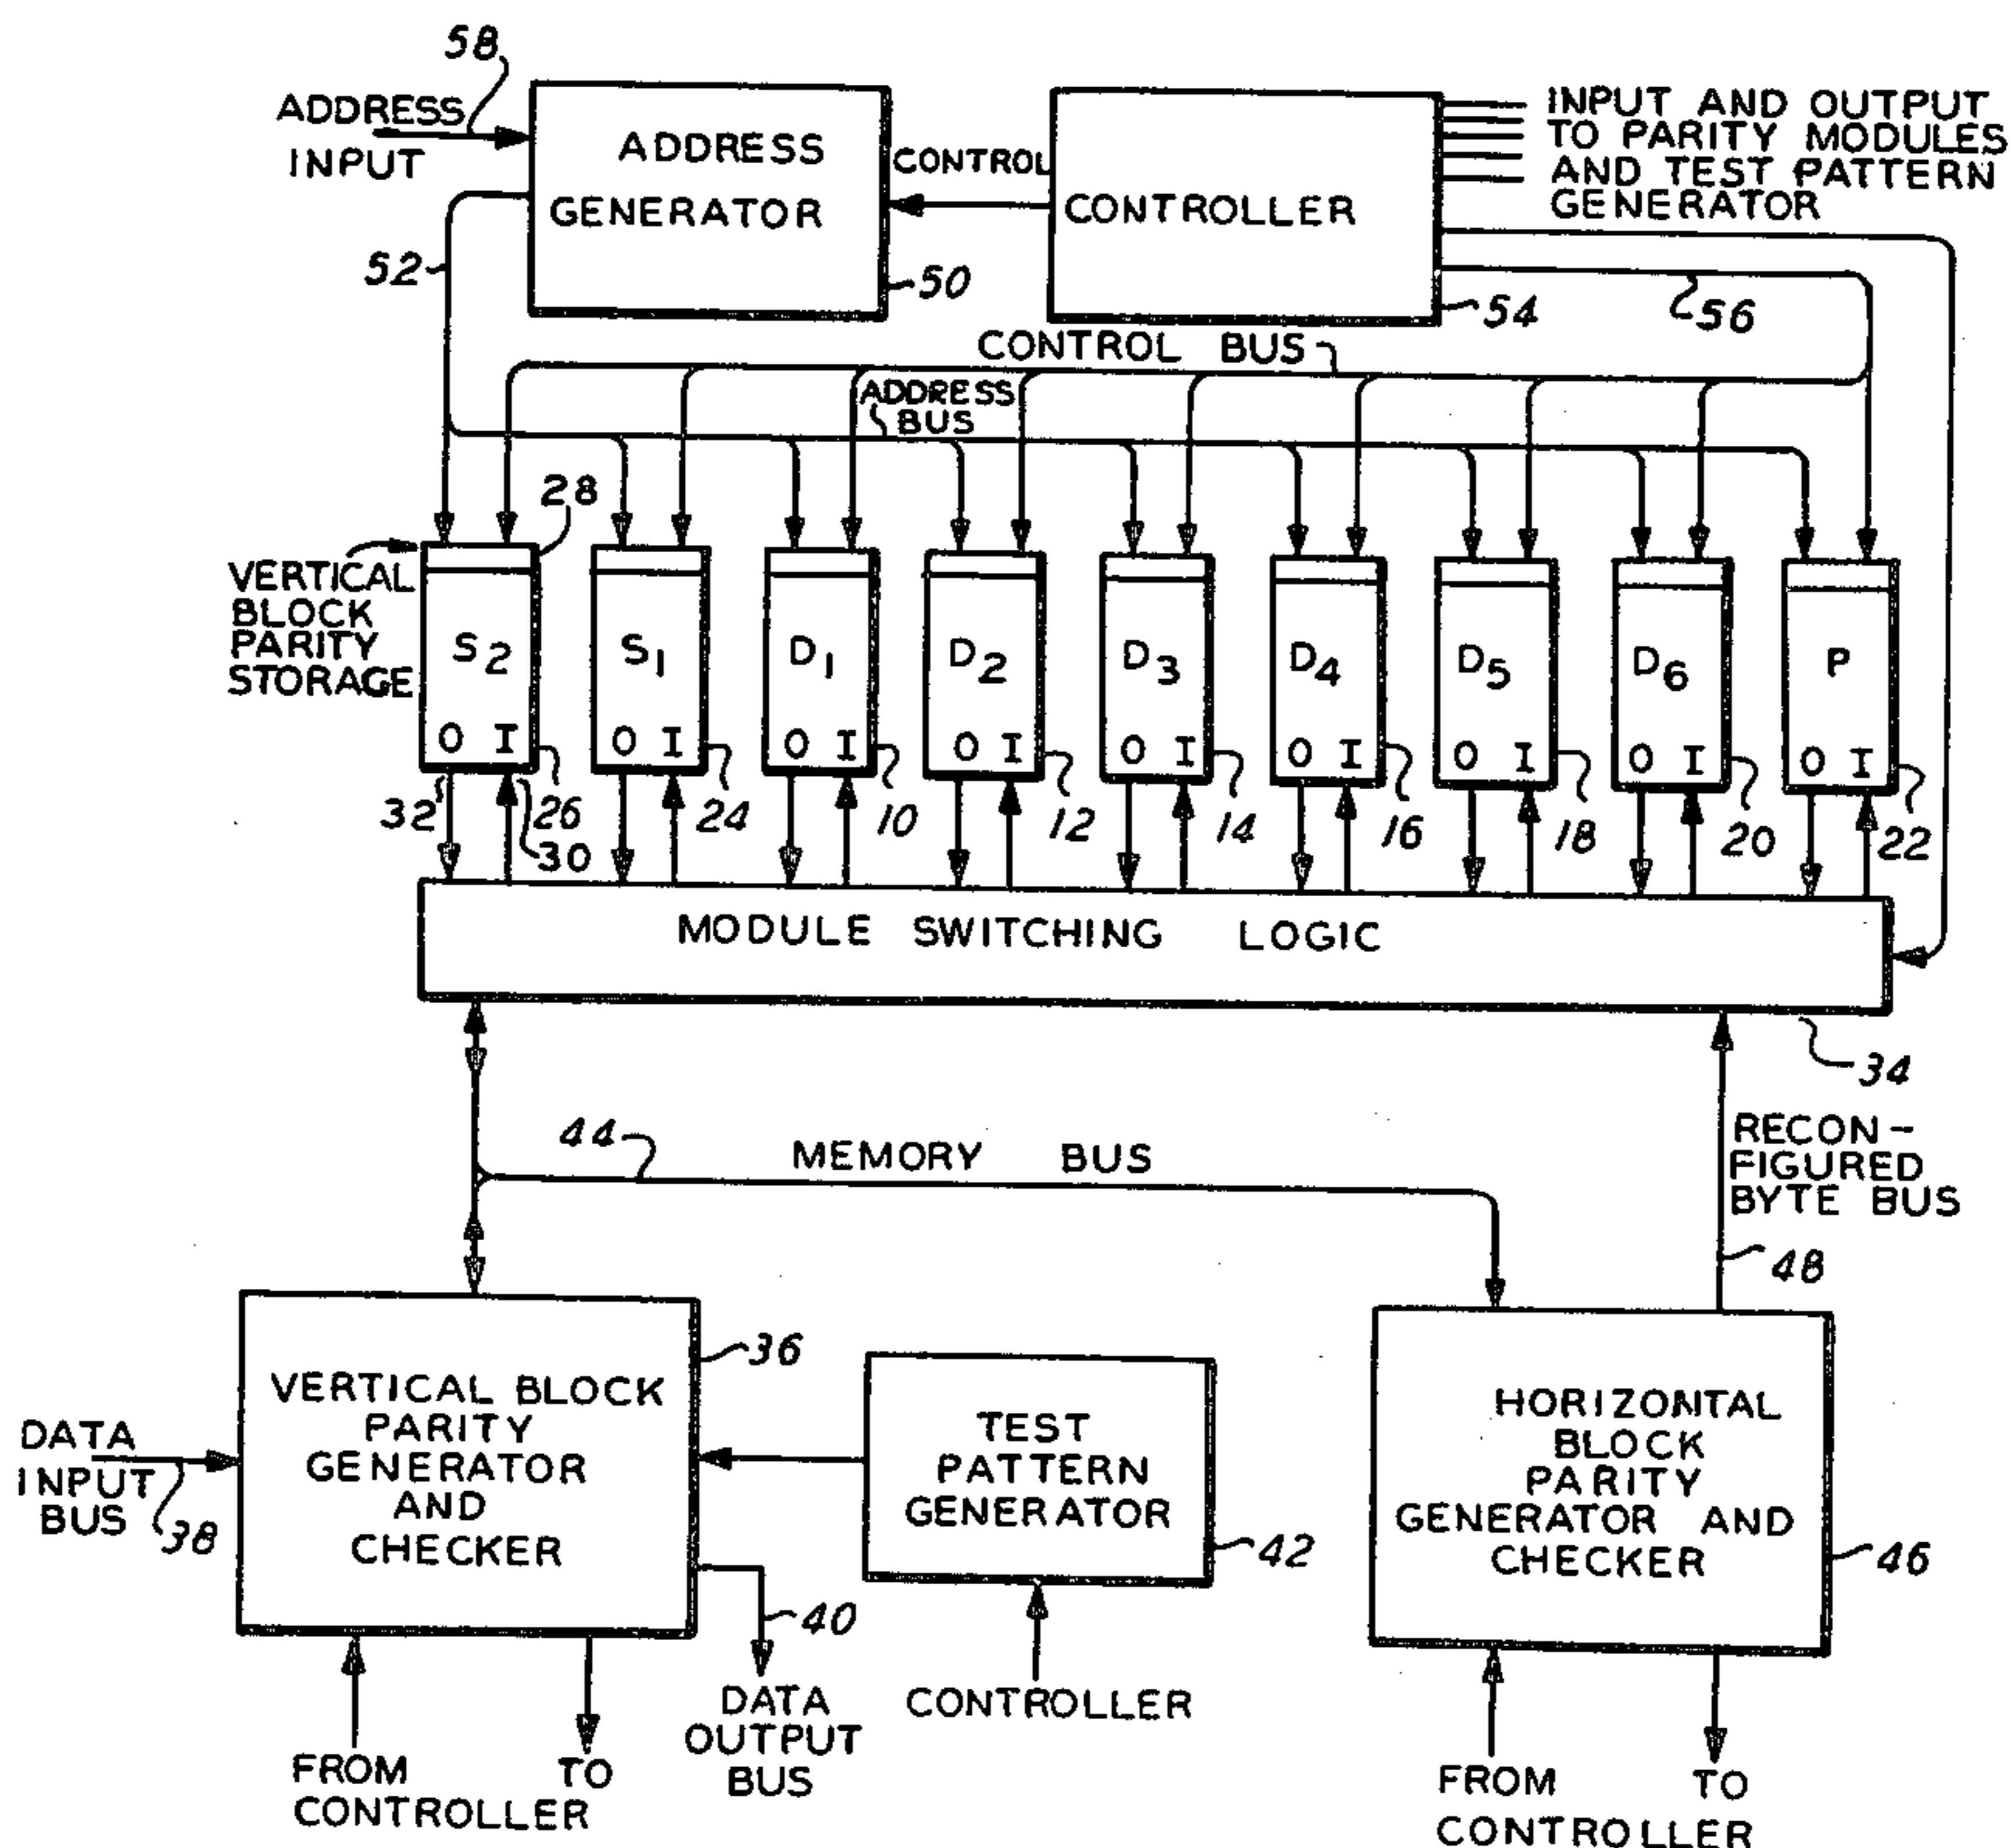 58
ADDRESS
INPUT
ADDRESS
GENERATOR
CONTROL
CONTROLLER
INPUT AND OUTPUT
TO PARITY MODULES
AND TEST PATTERN
GENERATOR
52
50
54
56
CONTROL BUS
ADDRESS
BUS
28
VERTICAL
BLOCK
PARITY
STORAGE
S2
S1
D1
D2
D3
D4
D5
D6
P
O I
O I
O I
O I
O I
O I
O I
O I
O I
32
30
26
24
10
12
14
16
18
20
22
MODULE SWITCHING LOGIC
34
44
MEMORY BUS
RECON-
FIGURED
BYTE BUS
48
36
VERTICAL BLOCK
PARITY
GENERATOR
AND
CHECKER
DATA
INPUT
BUS
38
TEST
PATTERN
GENERATOR
42
HORIZONTAL
BLOCK
PARITY
GENERATOR AND
CHECKER
46
40
DATA
OUTPUT
BUS
CONTROLLER
FROM
CONTROLLER
TO
FROM
CONTROLLER
TO